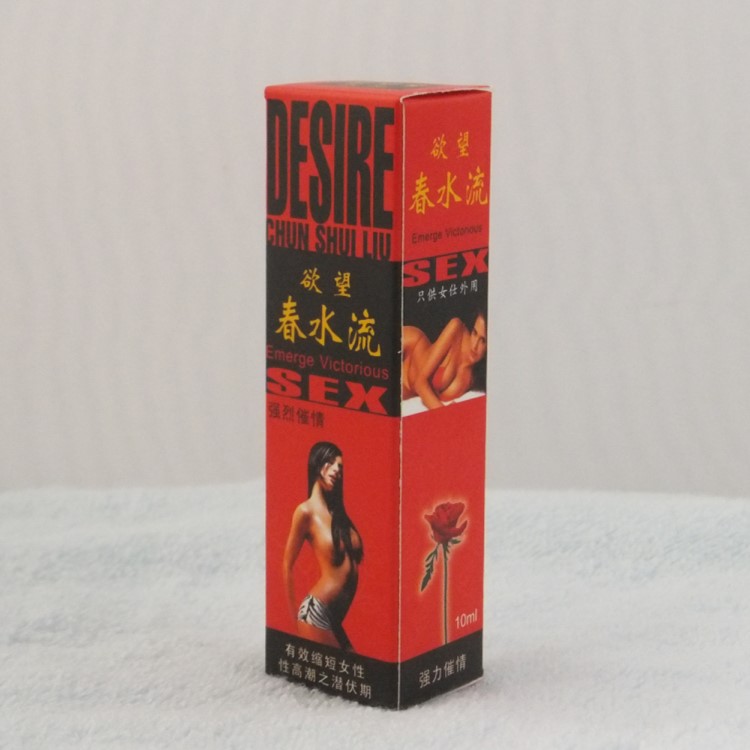 DESIRE
CHUN SHUI LIU
欲望
春水流
Emerge Victorious
SEX
强烈催情
有效缩短女性
性高潮之潜伏期
欲望
春水流
Emerge Victorious
SEX
只供女仕外用
10ml
强力催情